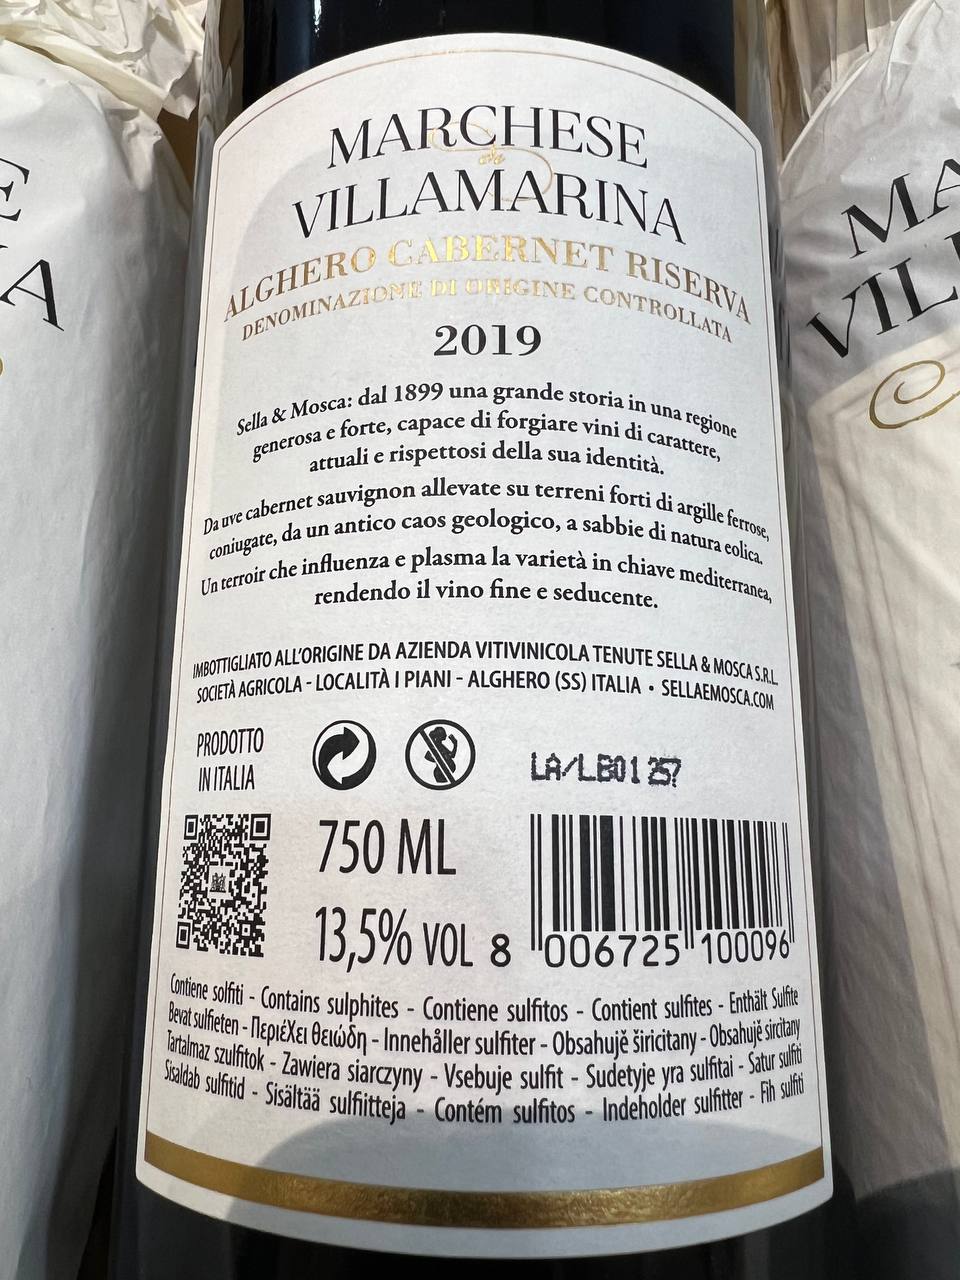 MARCHESE
di
VILLAMARINA
ALGHERO CABERNET RISERVA
DENOMINAZIONE DI ORIGINE CONTROLLATA
2019
Sella & Mosca: dal 1899 una grande storia in una regione
generosa e forte, capace di forgiare vini di carattere,
attuali e rispettosi della sua identità.
Da uve cabernet sauvignon allevate su terreni forti di argille ferrose,
coniugate, da un antico caos geologico, a sabbie di natura eolica.
Un terroir che influenza e plasma la varietà in chiave mediterranea,
rendendo il vino fine e seducente.
IMBOTTIGLIATO ALL'ORIGINE DA AZIENDA VITIVINICOLA TENUTE SELLA & MOSCA S.R.L.
SOCIETÀ AGRICOLA - LOCALITÀ I PIANI - ALGHERO (SS) ITALIA • SELLAEMOSCA.COM
PRODOTTO
IN ITALIA
LA/LB01257
750 ML
13,5% VOL
8 006725 100096
Contiene solfiti - Contains sulphites - Contiene sulfitos - Contient sulfites - Enthält Sulfite
Bevat sulfieten - Περιέχει θειώδη - Innehåller sulfiter - Obsahujě širicitany - Obsahujě sircitany
Tartalmaz szulfitok - Zawiera siarczyny - Vsebuje sulfit - Sudetyje yra sulfitai - Satur sulfiti
Sisaldab sulfitid - Sisältää sulfiitteja - Contém sulfitos - Indeholder sulfitter - Fih sulfiti
E
A
MA
VIL